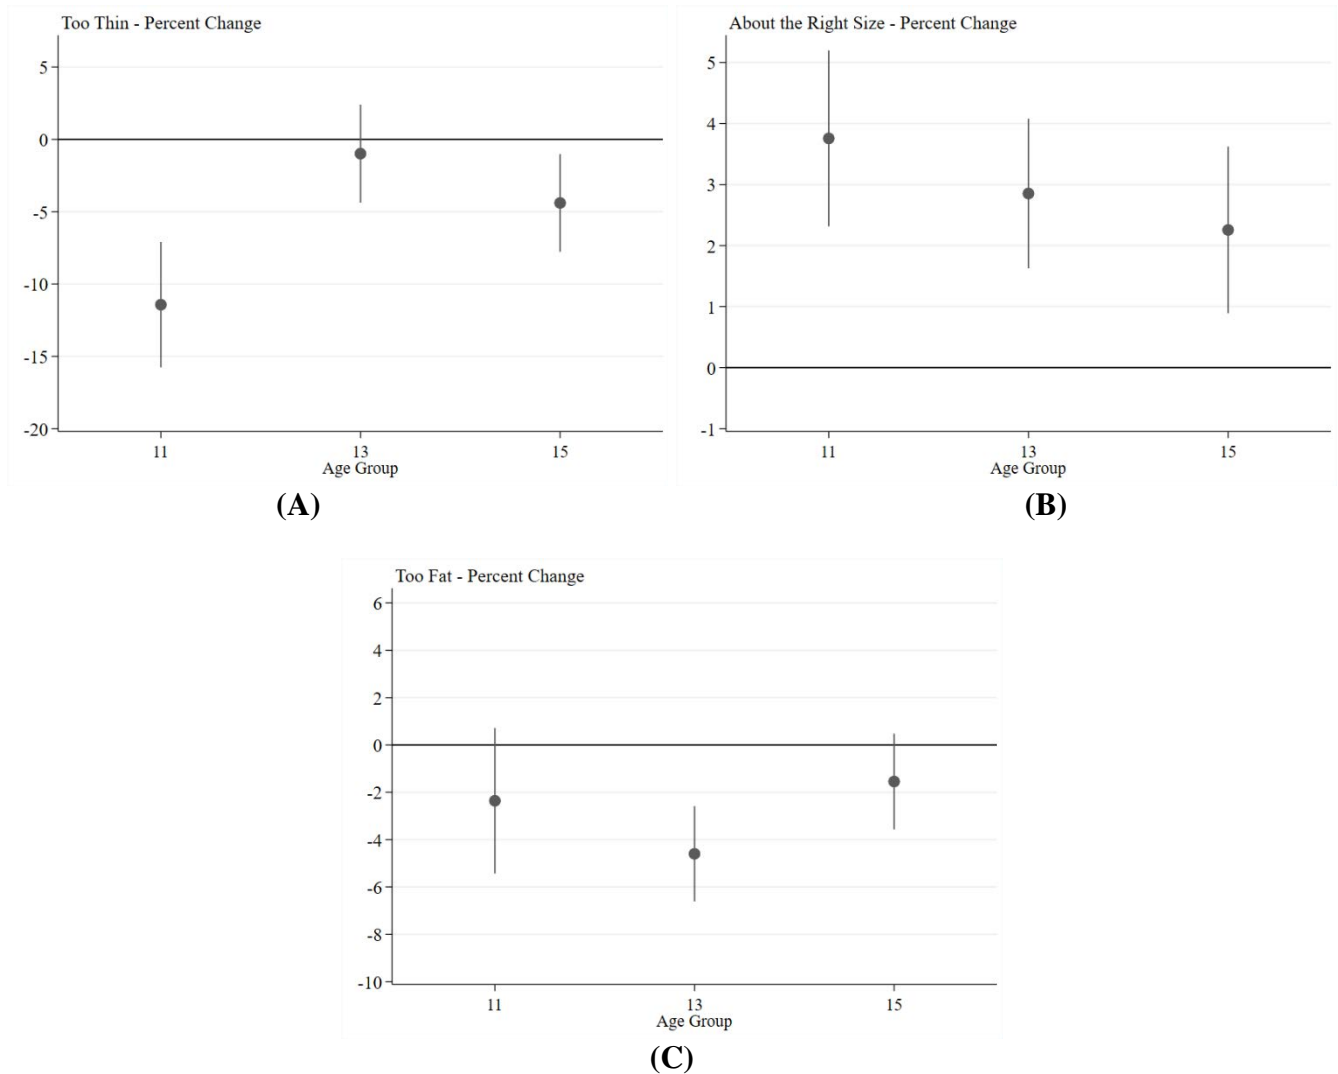 Too Thin - Percent Change
5
0
-5
-10
-15
-20
11 13 15
Age Group
(A)
About the Right Size - Percent Change
5
4
3
2
1
0
-1
11 13 15
Age Group
(B)
Too Fat - Percent Change
6
4
2
0
-2
-4
-6
-8
-10
11 13 15
Age Group
(C)